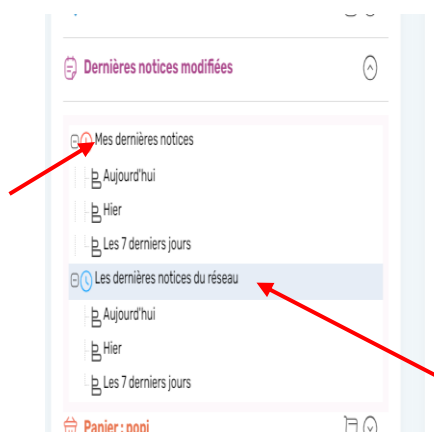 Dernières notices modifiées
Mes dernières notices
Aujourd'hui
Hier
Les 7 derniers jours
Les dernières notices du réseau
Aujourd'hui
Hier
Les 7 derniers jours
Panier : popi